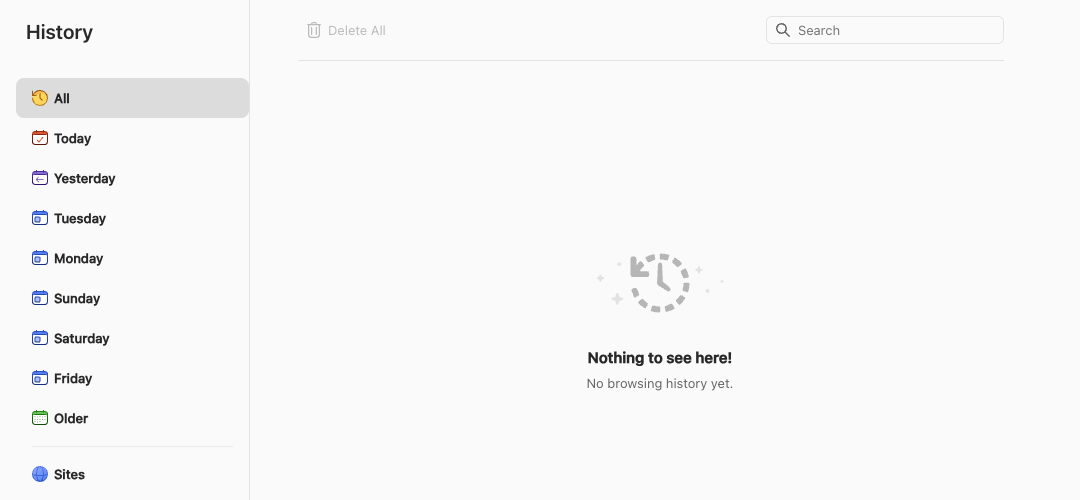 History
Delete All
Search
All
Today
Yesterday
Tuesday
Monday
Sunday
Saturday
Friday
Older
Sites
Nothing to see here!
No browsing history yet.